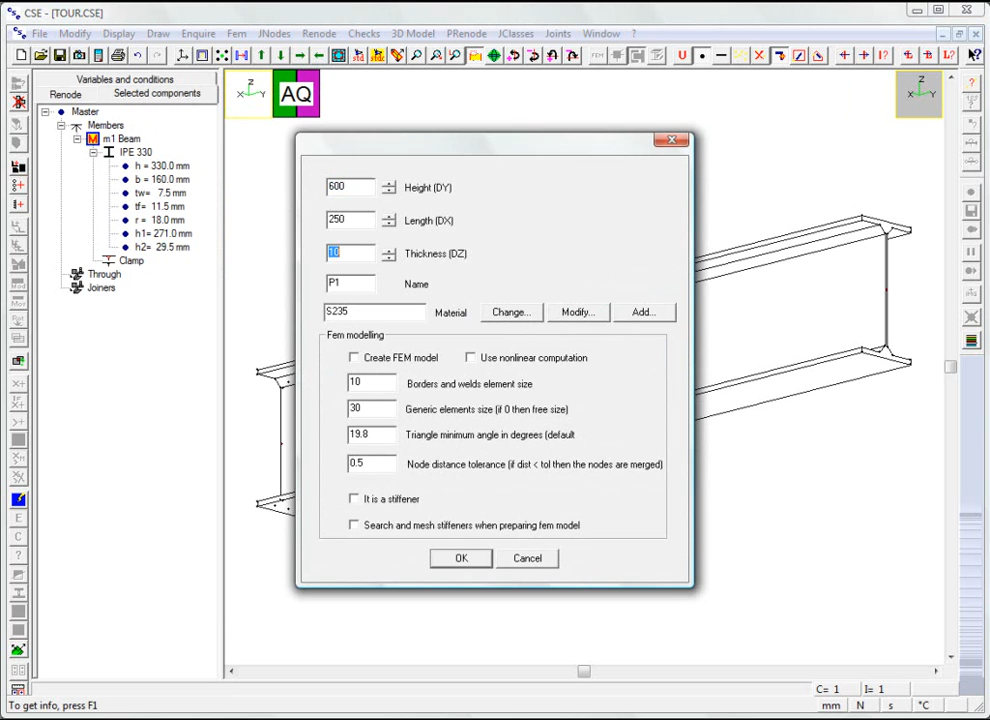 CSE - [TOUR.CSE]
File Modify Display Draw Enquire Fem JNodes Renode Checks 3D Model PRenode JClasses Joints Window ?
Variables and conditions
Renode Selected components
Master
Members
m1 Beam
IPE 330
h = 330.0 mm
b = 160.0 mm
tw= 7.5 mm
tf= 11.5 mm
r = 18.0 mm
h1= 271.0 mm
h2= 29.5 mm
Clamp
Through
Joiners
Z
X Y
AQ
Z
X Y
600 Height (DY)
250 Length (DX)
10 Thickness (DZ)
P1 Name
S235 Material Change... Modify... Add...
Fem modelling
Create FEM model Use nonlinear computation
10 Borders and welds element size
30 Generic elements size (if 0 then free size)
19.8 Triangle minimum angle in degrees (default
0.5 Node distance tolerance (if dist < tol then the nodes are merged)
It is a stiffener
Search and mesh stiffeners when preparing fem model
OK Cancel
C= 1 I= 1
To get info, press F1 mm N s °C